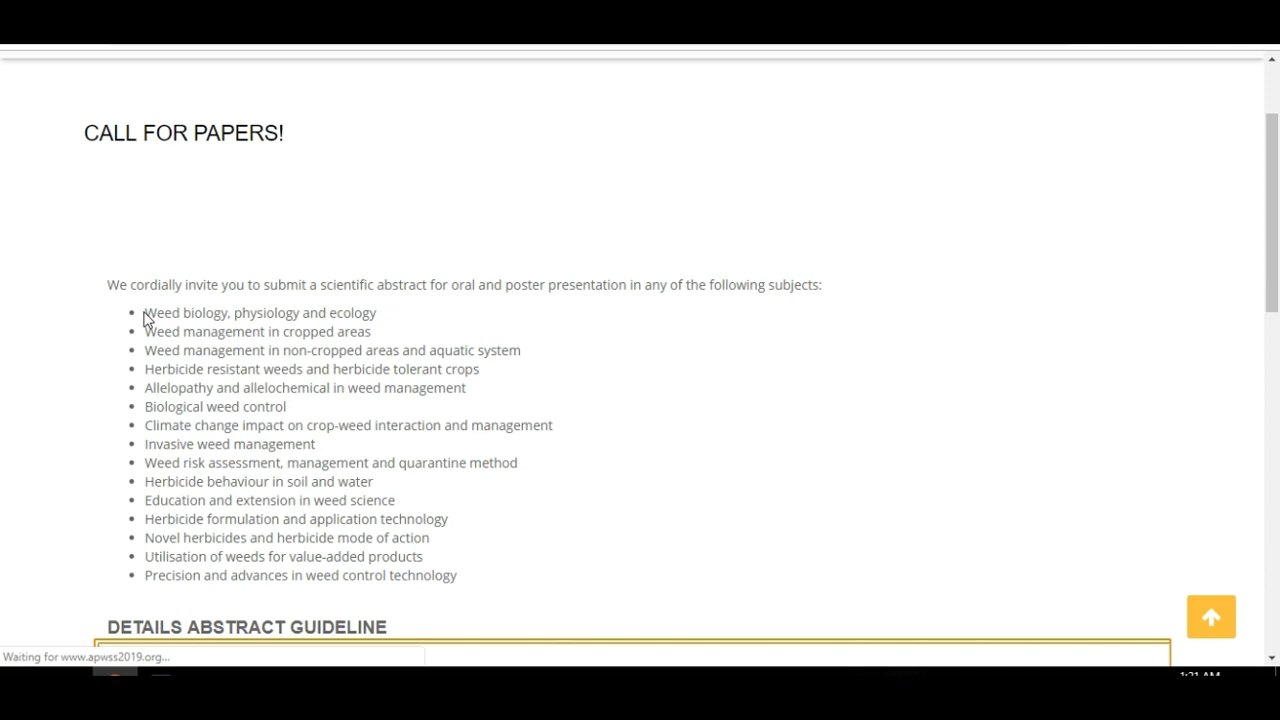 CALL FOR PAPERS!
We cordially invite you to submit a scientific abstract for oral and poster presentation in any of the following subjects:
Weed biology, physiology and ecology
Weed management in cropped areas
Weed management in non-cropped areas and aquatic system
Herbicide resistant weeds and herbicide tolerant crops
Allelopathy and allelochemical in weed management
Biological weed control
Climate change impact on crop-weed interaction and management
Invasive weed management
Weed risk assessment, management and quarantine method
Herbicide behaviour in soil and water
Education and extension in weed science
Herbicide formulation and application technology
Novel herbicides and herbicide mode of action
Utilisation of weeds for value-added products
Precision and advances in weed control technology
DETAILS ABSTRACT GUIDELINE
Waiting for www.apwss2019.org...
1:21 AM